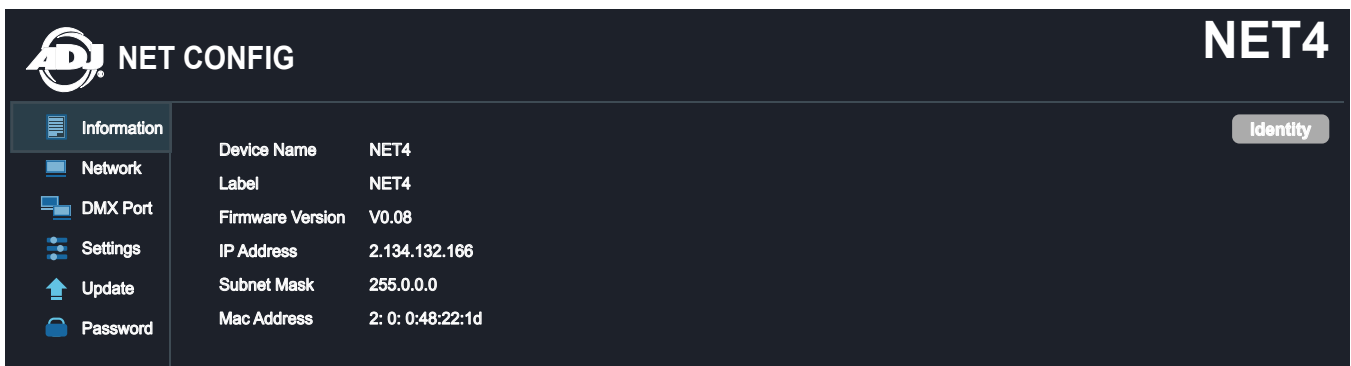 NET4
ADJ® NET CONFIG
Information
Network
DMX Port
Settings
Update
Password
Identity
Device Name NET4
Label NET4
Firmware Version V0.08
IP Address 2.134.132.166
Subnet Mask 255.0.0.0
Mac Address 2: 0: 0:48:22:1d